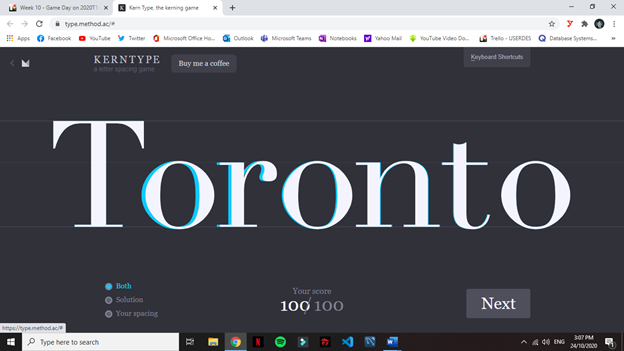 Week 10 - Game Day on 2020T1
Kern Type, the kerning game
type.method.ac/#
Apps
Facebook
YouTube
Twitter
Microsoft Office Ho...
Outlook
Microsoft Teams
Notebooks
Yahoo Mail
YouTube Video Do...
Trello - USERDES
Database Systems...
»
KERNTYPE
a letter spacing game
Buy me a coffee
Keyboard Shortcuts
Toronto
Both
Solution
Your spacing
Your score
100/100
Next
https://type.method.ac/#
Type here to search
ENG
3:07 PM
24/10/2020